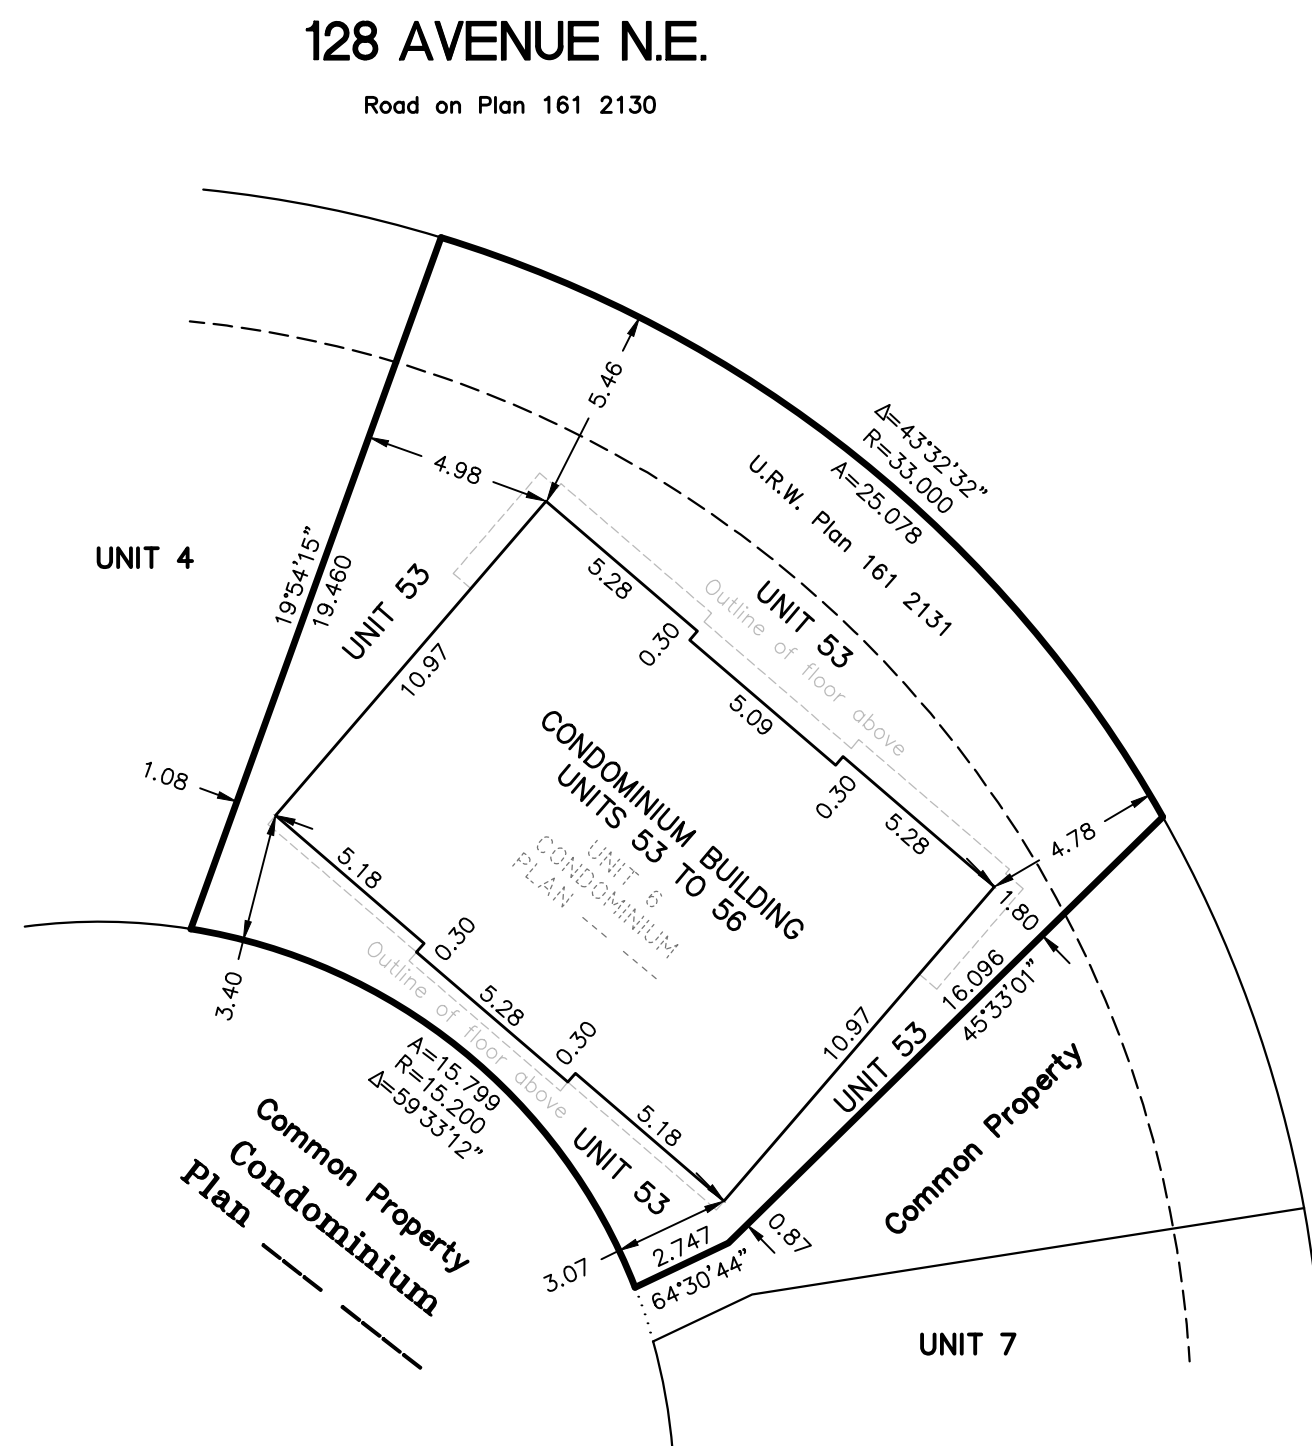 128 AVENUE N.E.
Road on Plan 161 2130
5.46
Δ=43°32'32"
R=33.000
A=25.078
U.R.W. Plan 161 2131
4.98
UNIT 4
19°54'15"
19.460
UNIT 53
10.97
5.28
0.30
Outline of floor above
UNIT 53
5.09
0.30
5.28
4.78
1.08
CONDOMINIUM BUILDING
UNITS 53 TO 56
UNIT 6
CONDOMINIUM
PLAN
5.18
0.30
5.28
0.30
5.18
1.80
16.096
45°33'01"
10.97
UNIT 53
Common Property
3.40
Outline of floor above
A=15.799
R=15.200
Δ=59°33'12"
UNIT 53
Common Property
Condominium
Plan
3.07
2.747
64°30'44"
0.87
UNIT 7